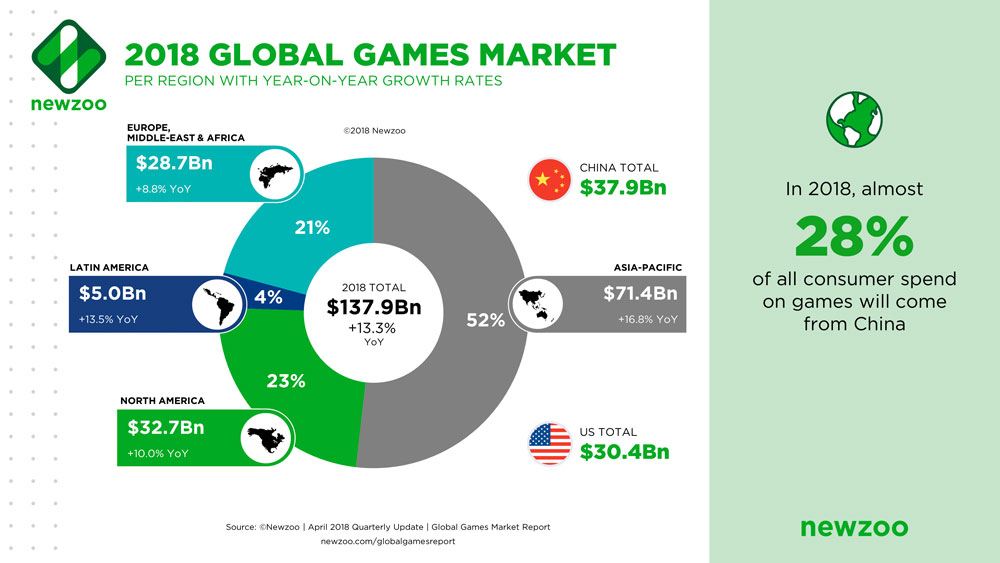 newzoo
2018 GLOBAL GAMES MARKET
PER REGION WITH YEAR-ON-YEAR GROWTH RATES
©2018 Newzoo
EUROPE,
MIDDLE-EAST & AFRICA
$28.7Bn
+8.8% YoY
21%
CHINA TOTAL
$37.9Bn
LATIN AMERICA
$5.0Bn
+13.5% YoY
4%
2018 TOTAL
$137.9Bn
+13.3%
YoY
52%
ASIA-PACIFIC
$71.4Bn
+16.8% YoY
23%
NORTH AMERICA
$32.7Bn
+10.0% YoY
US TOTAL
$30.4Bn
Source: ©Newzoo | April 2018 Quarterly Update | Global Games Market Report
newzoo.com/globalgamesreport
In 2018, almost
28%
of all consumer spend
on games will come
from China
newzoo